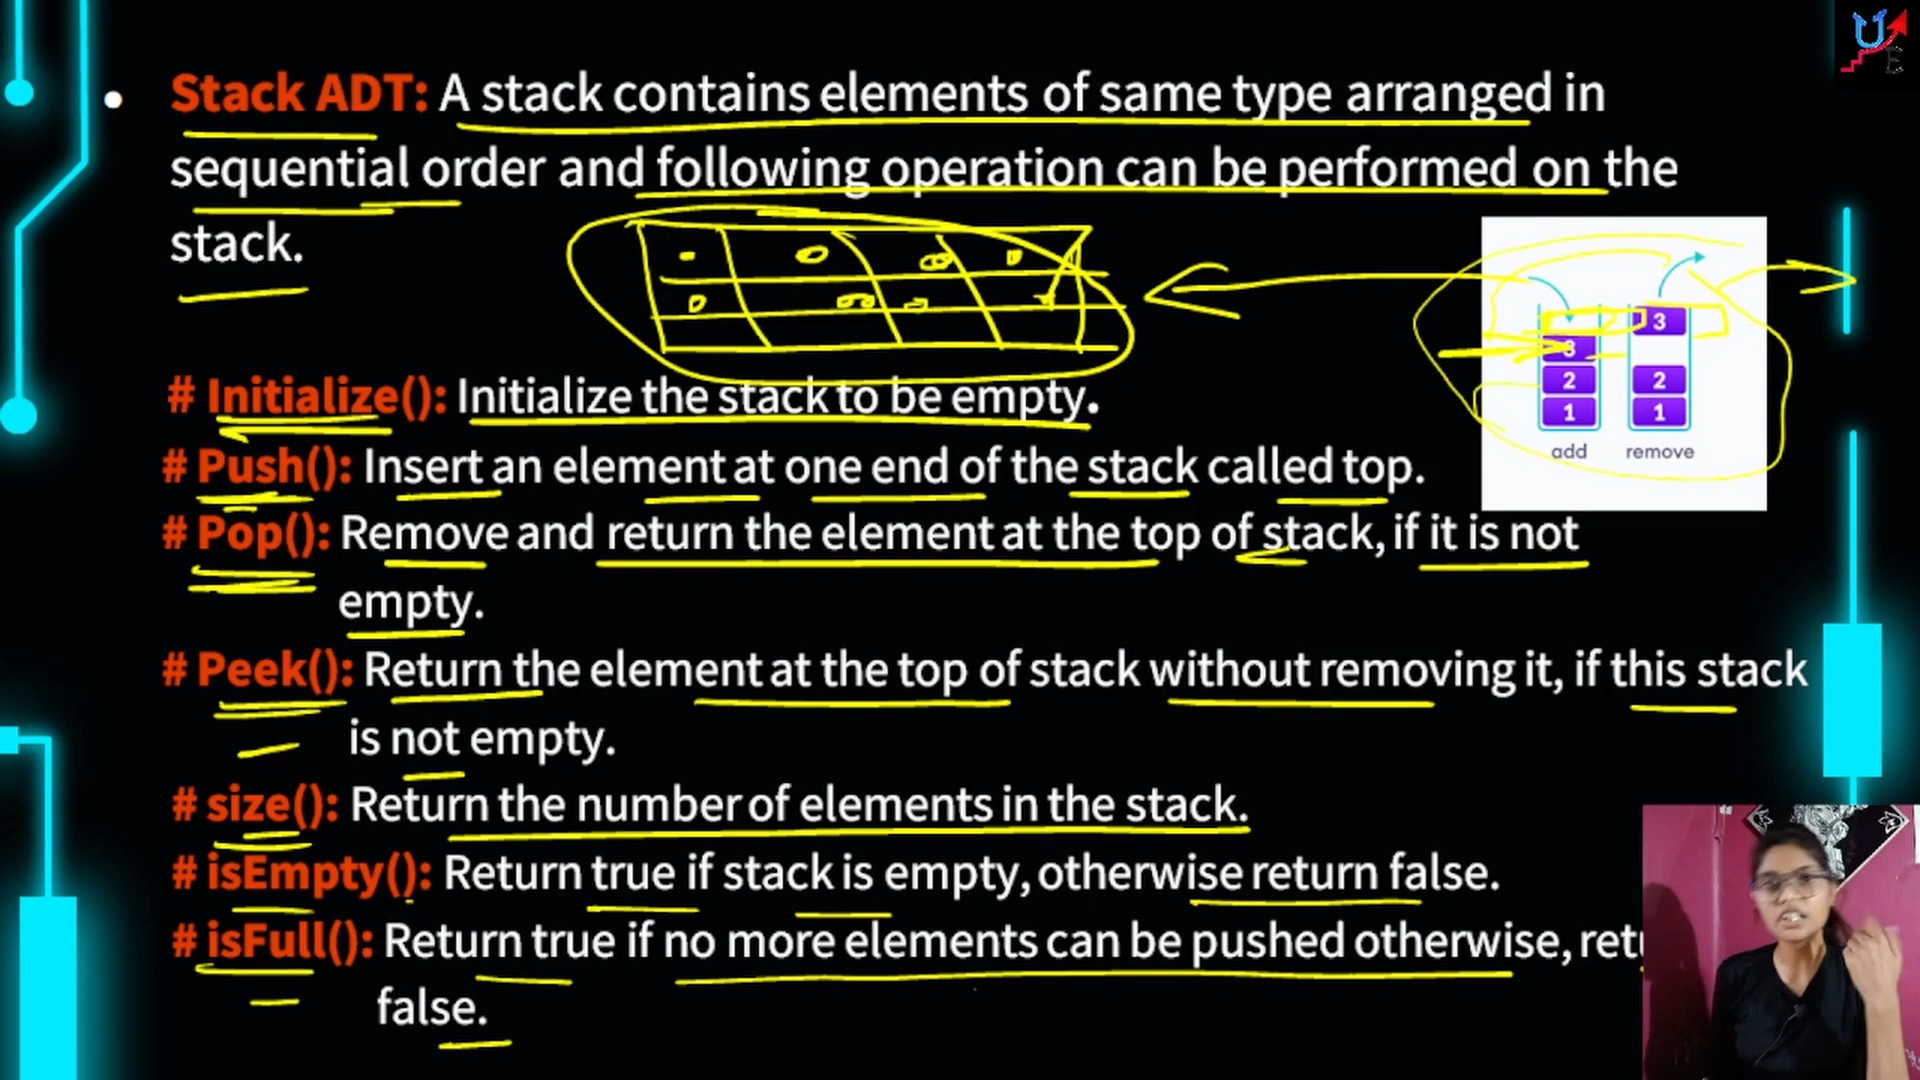 • Stack ADT: A stack contains elements of same type arranged in
sequential order and following operation can be performed on the
stack.
# Initialize(): Initialize the stack to be empty.
# Push(): Insert an element at one end of the stack called top.
# Pop(): Remove and return the element at the top of stack, if it is not
empty.
# Peek(): Return the element at the top of stack without removing it, if this stack
is not empty.
# size(): Return the number of elements in the stack.
# isEmpty(): Return true if stack is empty, otherwise return false.
# isFull(): Return true if no more elements can be pushed otherwise,
false.
3
3
2 2
1 1
add remove
U
E